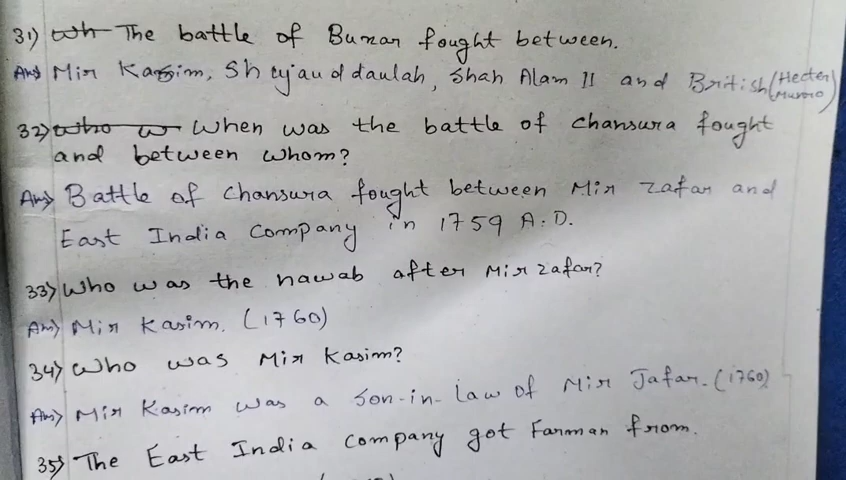 31) Wh The battle of Buxar fought between.
Ans) Mir Kasim, Shujauddaulah, Shah Alam II and British (Hecter Munro)
32) Who w When was the battle of Chansura fought
and between whom?
Ans) Battle of Chansura fought between Mir Zafar and
East India Company in 1759 A.D.
33) Who was the nawab after Mir Zafar?
Ans) Mir Kasim. (1760)
34) Who was Mir Kasim?
Ans) Mir Kasim was a son-in-law of Mir Jafar. (1760)
35) The East India Company got Farman from.